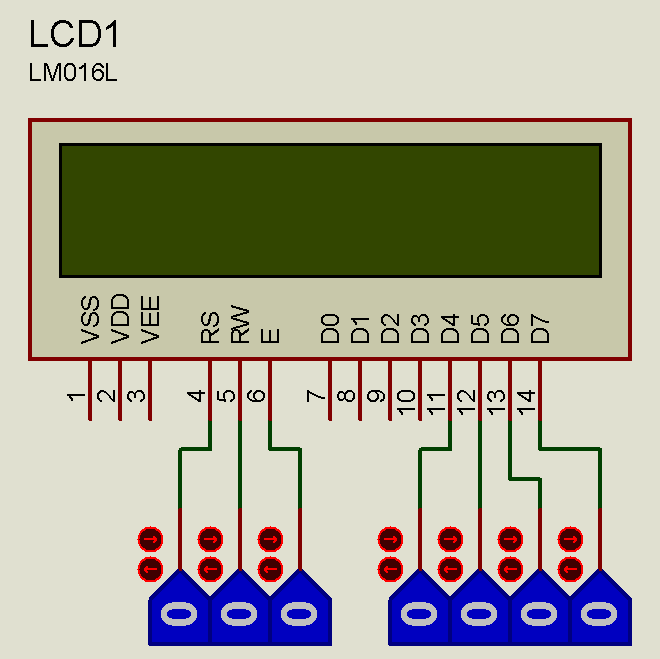 LCD1
LM016L
VSS VDD VEE RS RW E D0 D1 D2 D3 D4 D5 D6 D7
1 2 3 4 5 6 7 8 9 10 11 12 13 14
0 0 0 0 0 0 0